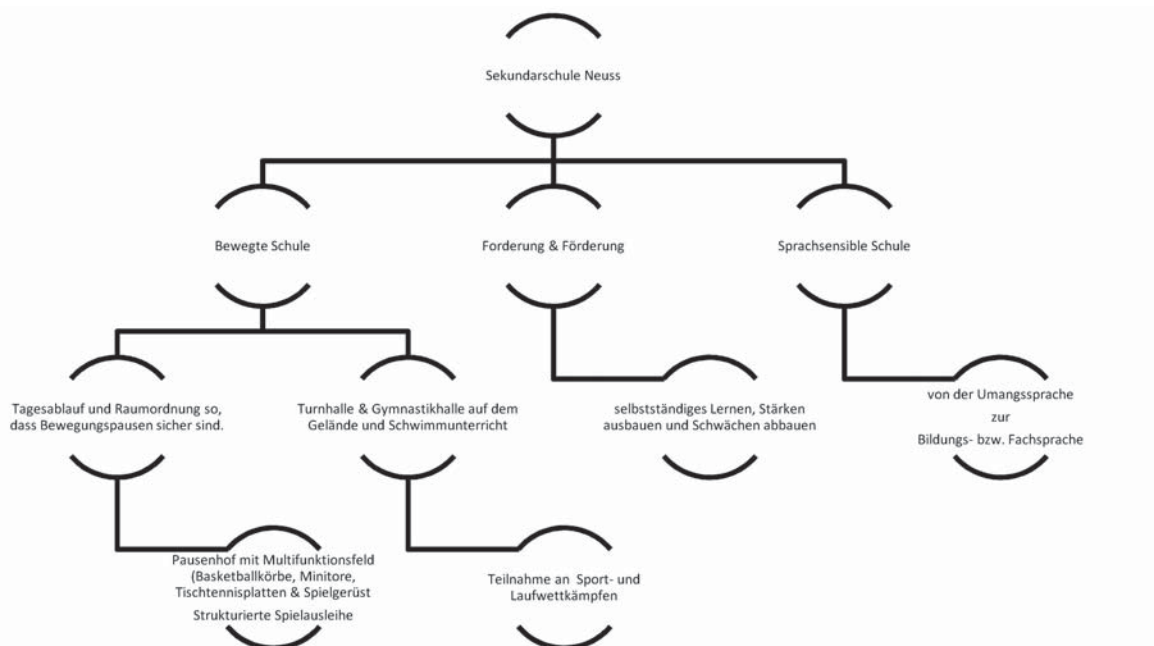 Sekundarschule Neuss
Bewegte Schule
Forderung & Förderung
Sprachsensible Schule
Tagesablauf und Raumordnung so,
dass Bewegungspausen sicher sind.
Turnhalle & Gymnastikhalle auf dem
Gelände und Schwimmunterricht
selbstständiges Lernen, Stärken
ausbauen und Schwächen abbauen
von der Umangssprache
zur
Bildungs- bzw. Fachsprache
Pausenhof mit Multifunktionsfeld
(Basketballkörbe, Minitore,
Tischtennisplatten & Spielgerüst
Strukturierte Spielausleihe
Teilnahme an Sport- und
Laufwettkämpfen